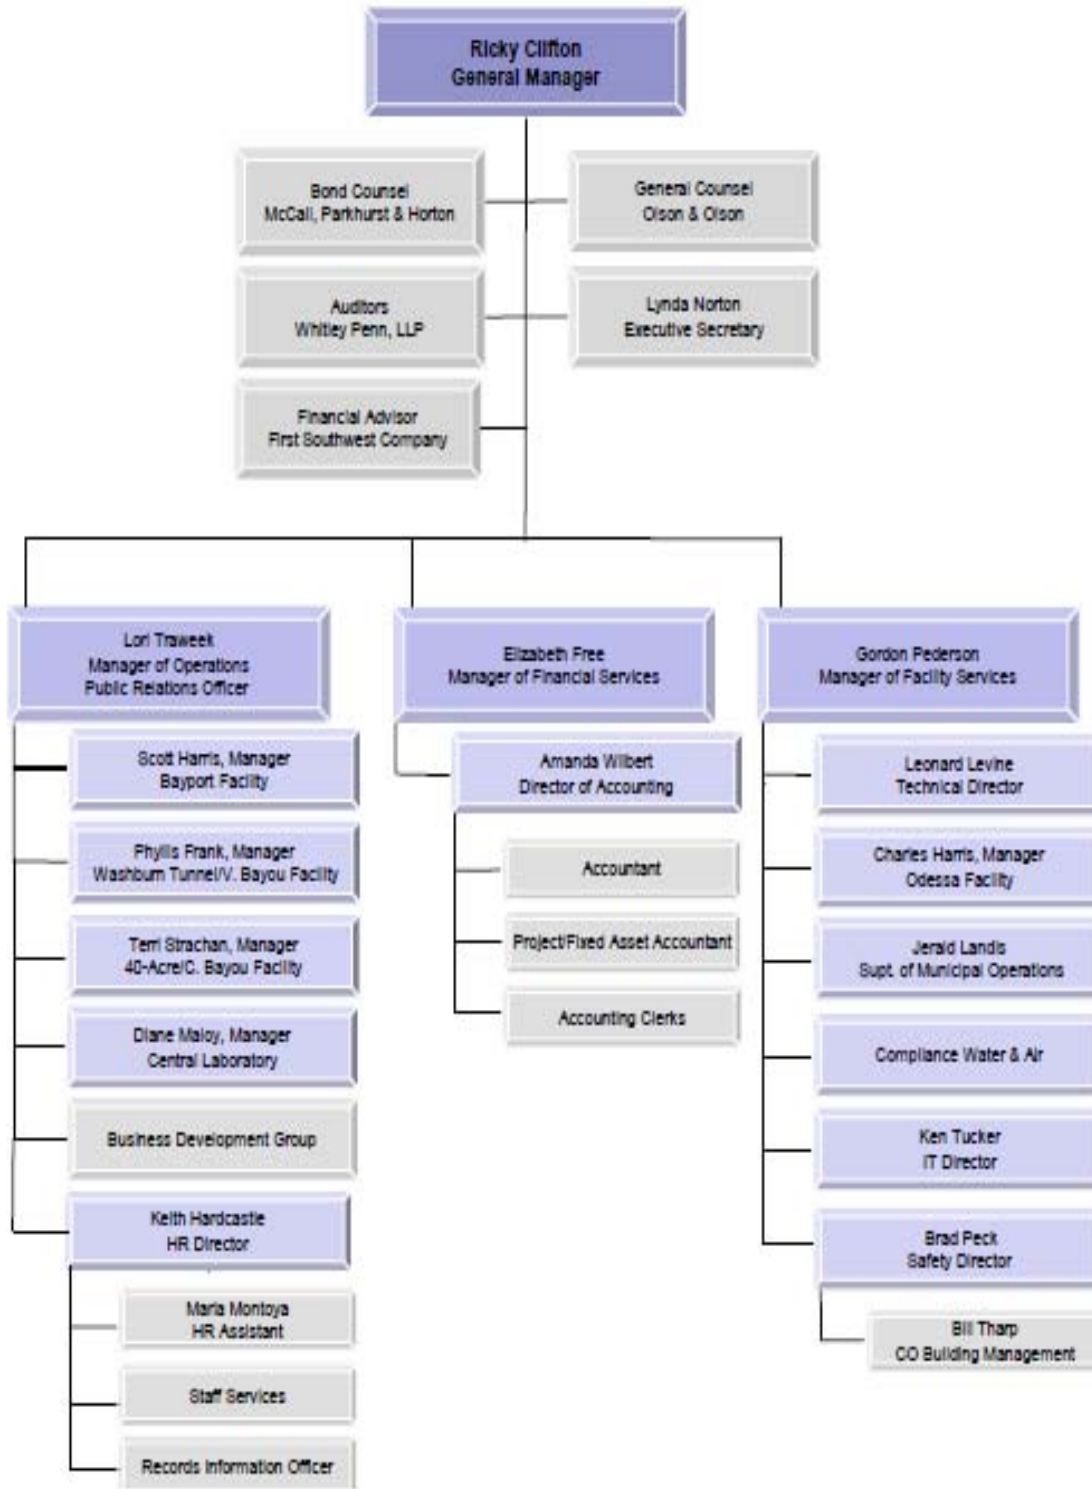 Ricky Clifton
General Manager
Bond Counsel
McCall, Parkhurst & Horton
General Counsel
Olson & Olson
Auditors
Whitley Penn, LLP
Lynda Norton
Executive Secretary
Financial Advisor
First Southwest Company
Lori Traweek
Manager of Operations
Public Relations Officer
Scott Harris, Manager
Bayport Facility
Phyllis Frank, Manager
Washburn Tunnel/V. Bayou Facility
Terri Strachan, Manager
40-Acre/C. Bayou Facility
Diane Maloy, Manager
Central Laboratory
Business Development Group
Keith Hardcastle
HR Director
Maria Montoya
HR Assistant
Staff Services
Records Information Officer
Elizabeth Free
Manager of Financial Services
Amanda Wilbert
Director of Accounting
Accountant
Project/Fixed Asset Accountant
Accounting Clerks
Gordon Pederson
Manager of Facility Services
Leonard Levine
Technical Director
Charles Harris, Manager
Odessa Facility
Jerald Landis
Supt. of Municipal Operations
Compliance Water & Air
Ken Tucker
IT Director
Brad Peck
Safety Director
Bill Tharp
CO Building Management